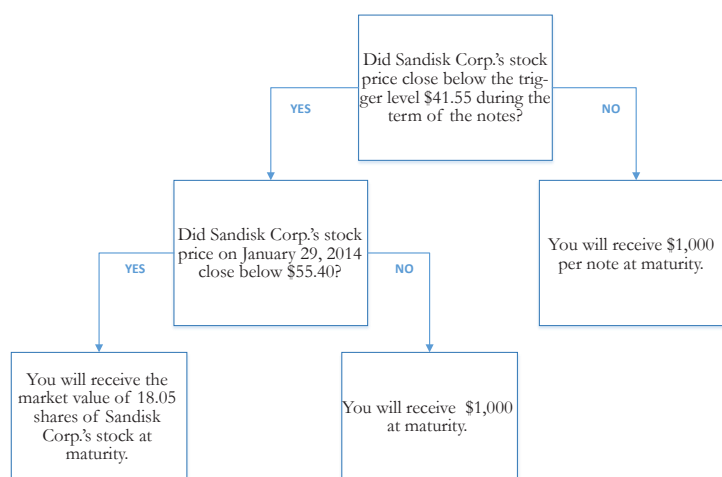 Did Sandisk Corp.'s stock
price close below the trig-
ger level $41.55 during the
term of the notes?
YES
NO
Did Sandisk Corp.'s stock
price on January 29, 2014
close below $55.40?
You will receive $1,000
per note at maturity.
YES
NO
You will receive the
market value of 18.05
shares of Sandisk
Corp.'s stock at
maturity.
You will receive $1,000
at maturity.